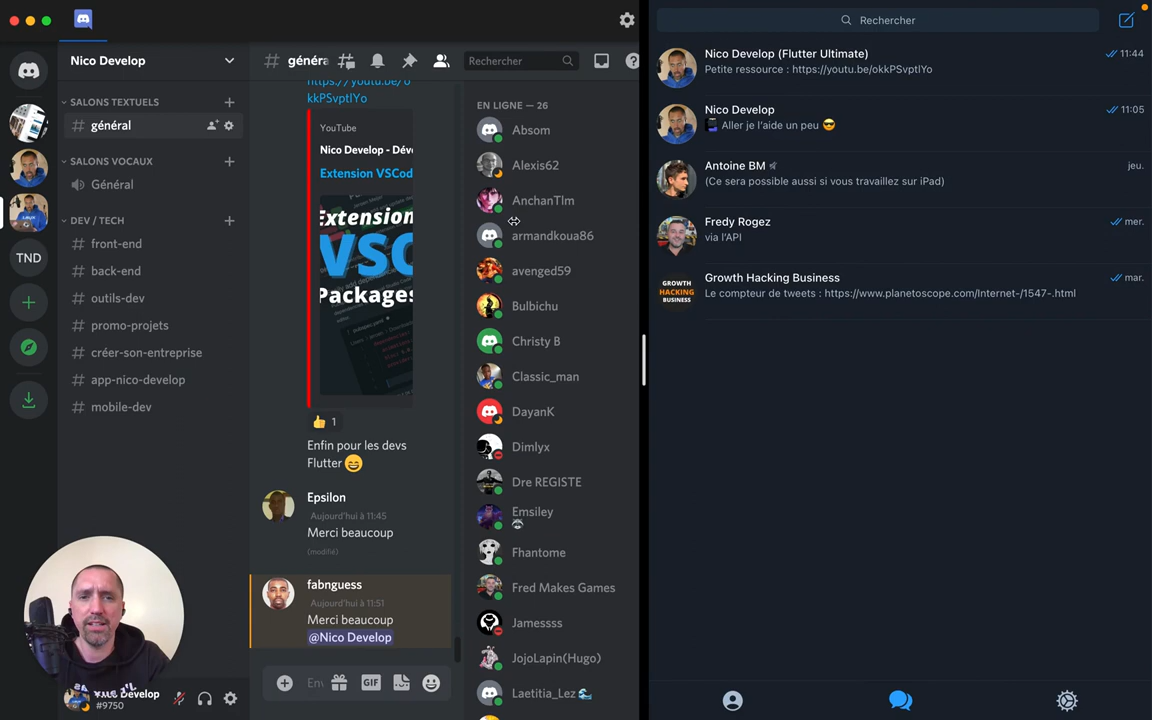 Nico Develop
SALONS TEXTUELS
général
SALONS VOCAUX
Général
DEV / TECH
front-end
back-end
outils-dev
promo-projets
créer-son-entreprise
app-nico-develop
mobile-dev
TND
Develop
#9750
généra
Rechercher
https://youtu.be/o
kkPSvptlYo
YouTube
Nico Develop - Dév
Extension VSCod
Extension
VSC
Packages
👍 1
Enfin pour les devs
Flutter 😄
Epsilon
Aujourd'hui à 11:45
Merci beaucoup
(modifié)
fabnguess
Aujourd'hui à 11:51
Merci beaucoup
@Nico Develop
Env
GIF
EN LIGNE — 26
Absom
Alexis62
AnchanTlm
armandkoua86
avenged59
Bulbichu
Christy B
Classic_man
DayanK
Dimlyx
Dre REGISTE
Emsiley
🦝
Fhantome
Fred Makes Games
Jamessss
JojoLapin(Hugo)
Laetitia_Lez 🌊
Rechercher
Nico Develop (Flutter Ultimate) 11:44
Petite ressource : https://youtu.be/okkPSvptlYo
Nico Develop 11:05
Aller je l'aide un peu 😎
Antoine BM jeu.
(Ce sera possible aussi si vous travaillez sur iPad)
Fredy Rogez mer.
via l'API
GROWTH
HACKING
BUSINESS
Growth Hacking Business mar.
Le compteur de tweets : https://www.planetoscope.com/Internet-/1547-.html